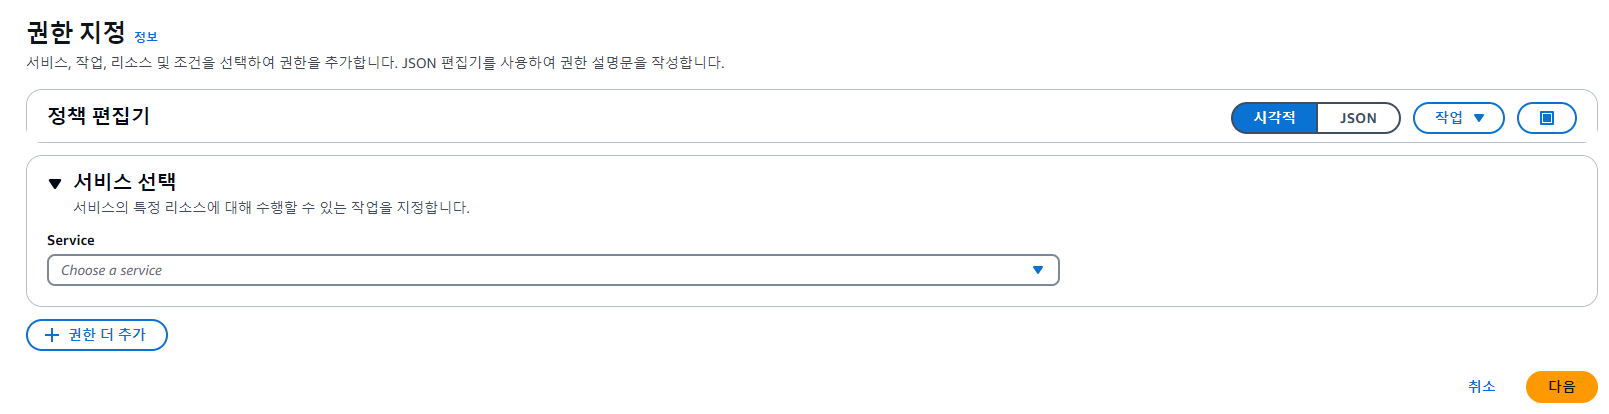 권한 지정 정보
서비스, 작업, 리소스 및 조건을 선택하여 권한을 추가합니다. JSON 편집기를 사용하여 권한 설명문을 작성합니다.
정책 편집기
시각적 JSON 작업
서비스 선택
서비스의 특정 리소스에 대해 수행할 수 있는 작업을 지정합니다.
Service
Choose a service
권한 더 추가
취소 다음